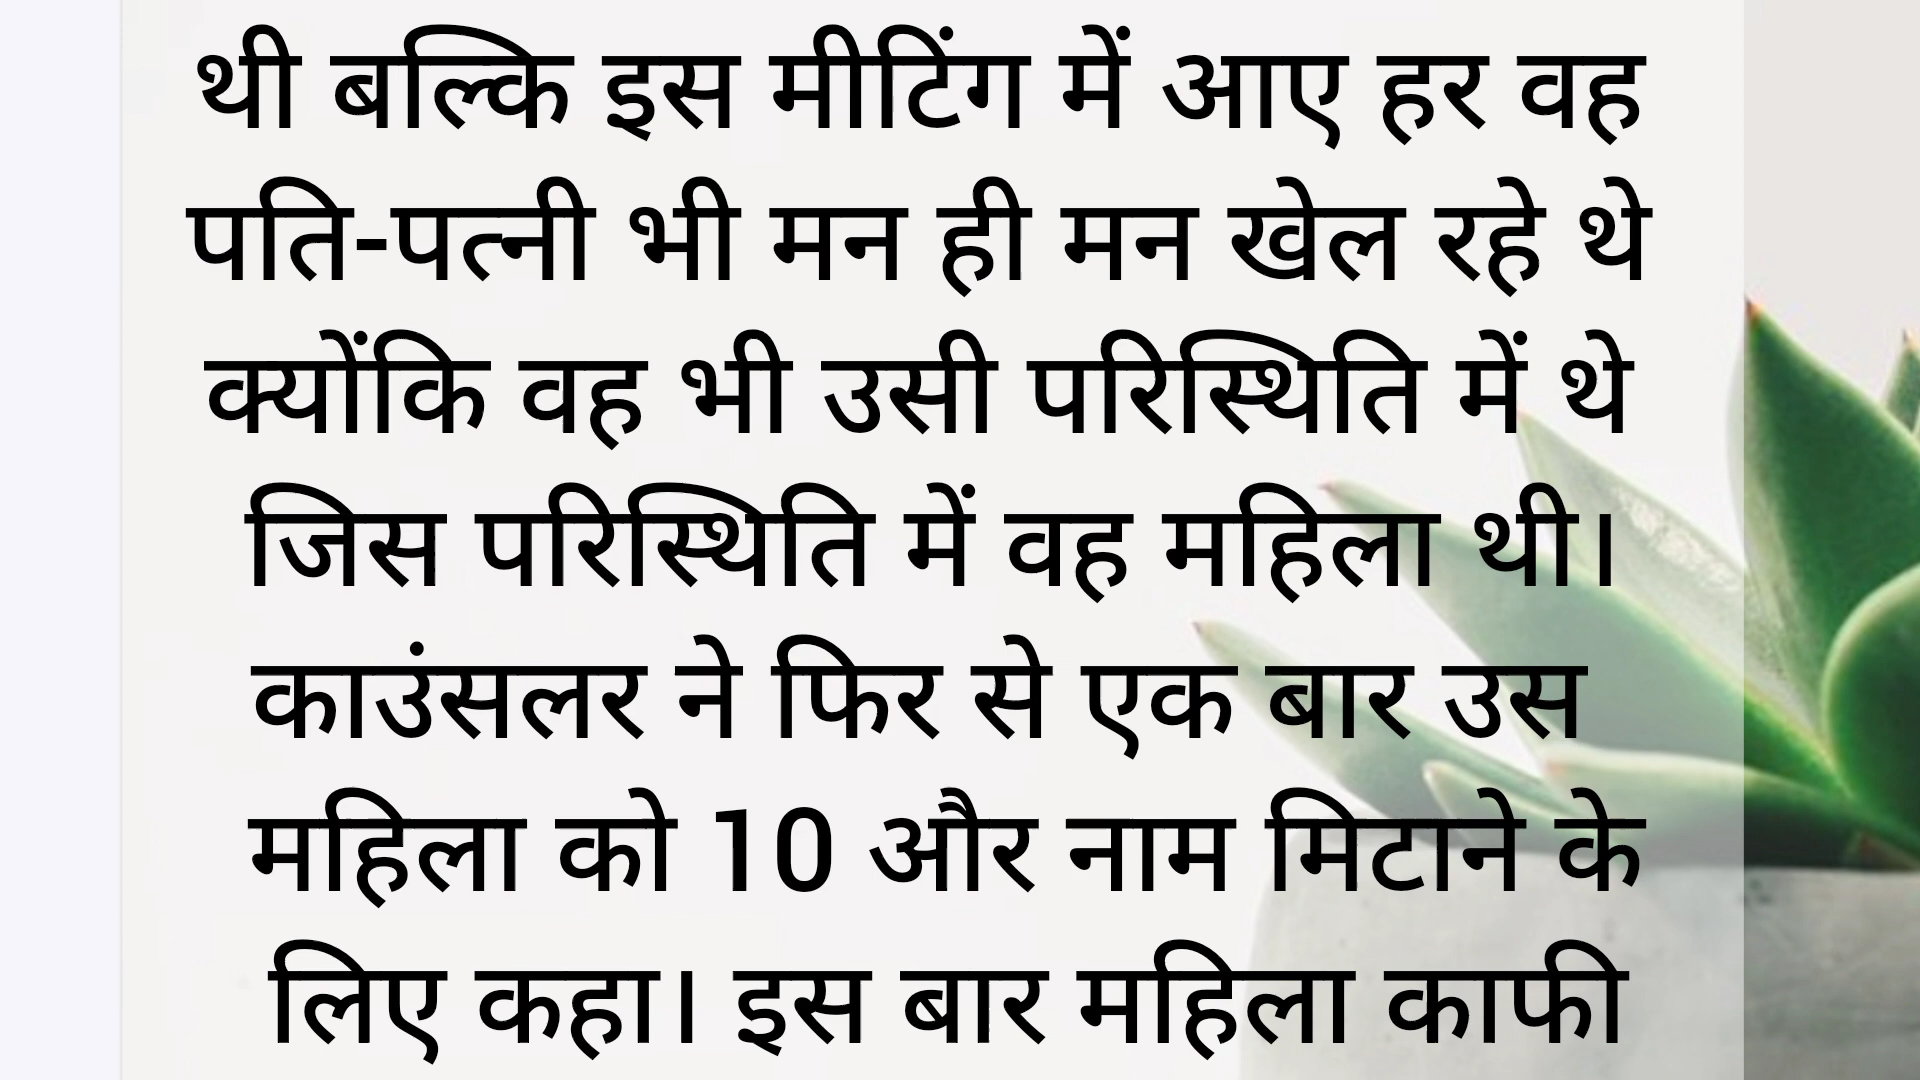 थी बल्कि इस मीटिंग में आए हर वह
पति-पत्नी भी मन ही मन खेल रहे थे
क्योंकि वह भी उसी परिस्थिति में थे
जिस परिस्थिति में वह महिला थी।
काउंसलर ने फिर से एक बार उस
महिला को 10 और नाम मिटाने के
लिए कहा। इस बार महिला काफी